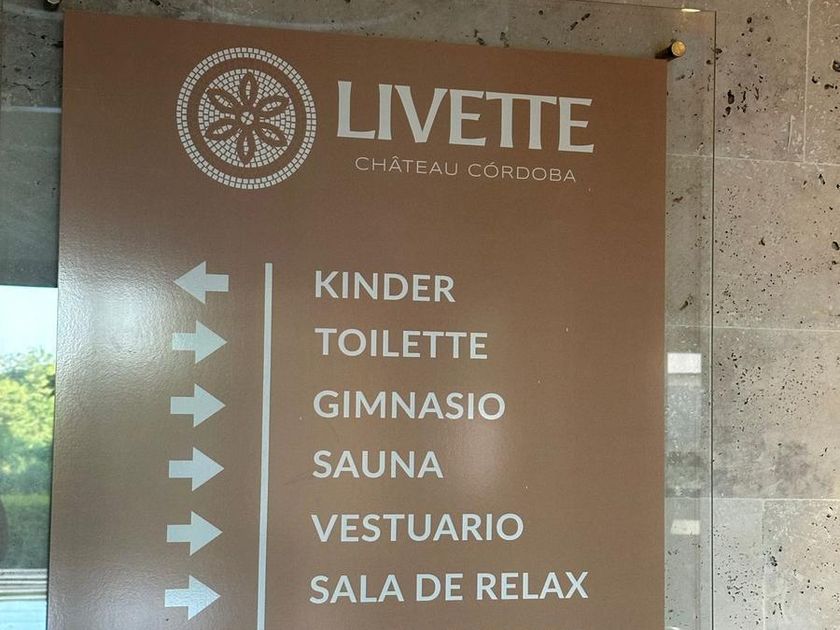 LIVETTE
CHÂTEAU CÓRDOBA
KINDER
TOILETTE
GIMNASIO
SAUNA
VESTUARIO
SALA DE RELAX